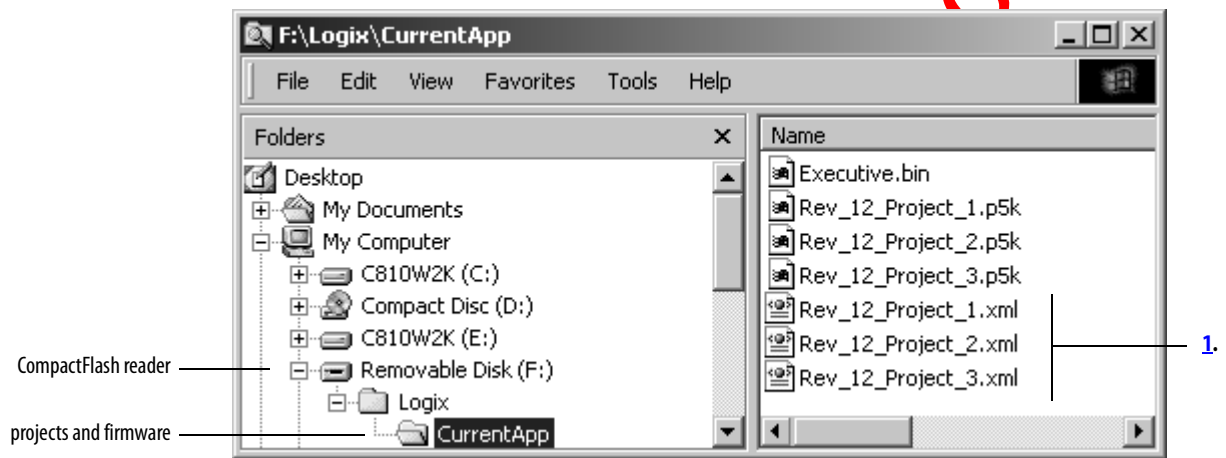 F:\Logix\CurrentApp
File Edit View Favorites Tools Help
Folders
Desktop
My Documents
My Computer
C810W2K (C:)
Compact Disc (D:)
C810W2K (E:)
Removable Disk (F:)
Logix
CurrentApp
Name
Executive.bin
Rev_12_Project_1.p5k
Rev_12_Project_2.p5k
Rev_12_Project_3.p5k
Rev_12_Project_1.xml
Rev_12_Project_2.xml
Rev_12_Project_3.xml
CompactFlash reader
projects and firmware
1.